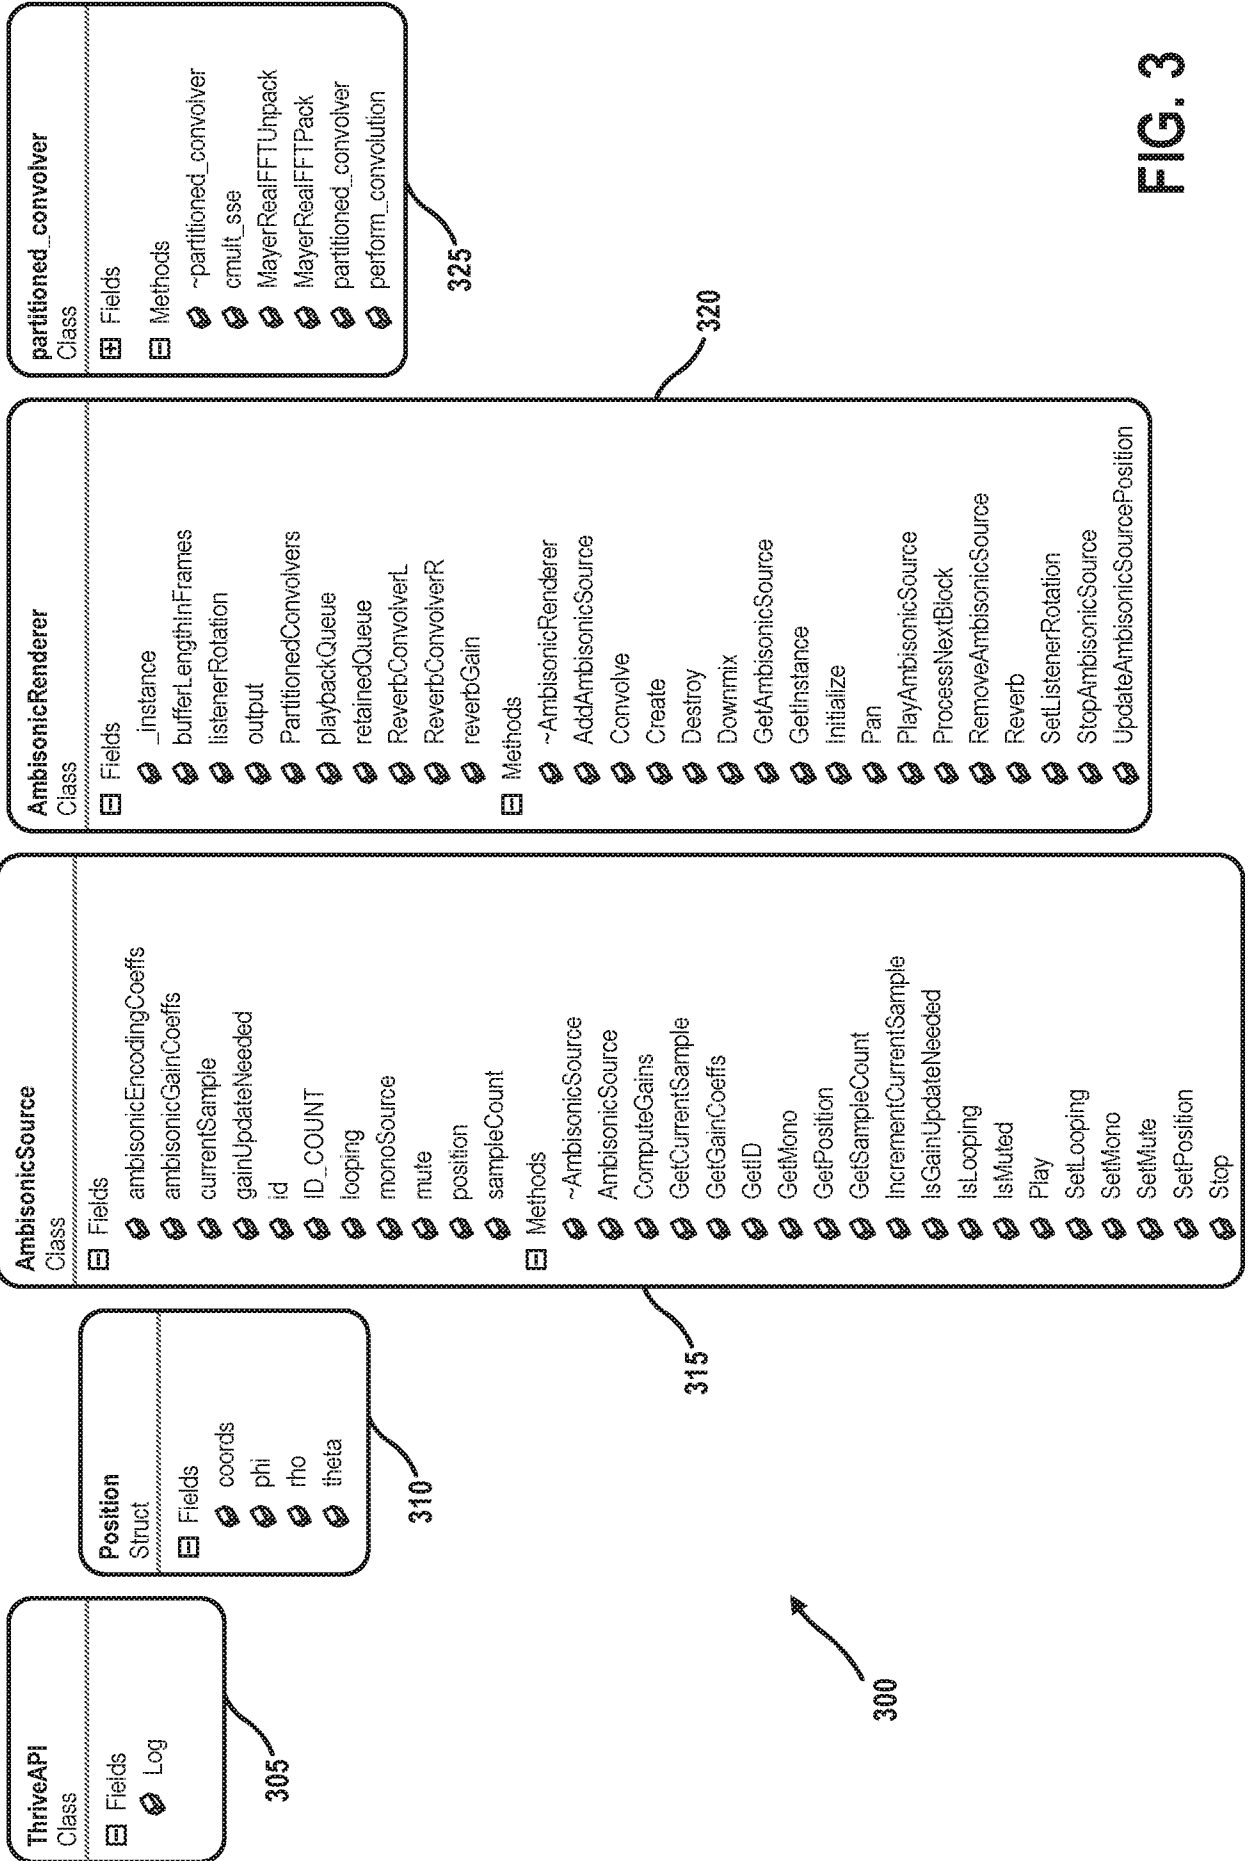 ThriveAPI
Class
Fields
Log
305
Position
Struct
Fields
coords
phi
rho
theta
310
AmbisonicSource
Class
Fields
ambisonicEncodingCoeffs
ambisonicGainCoeffs
currentSample
gainUpdateNeeded
id
ID_COUNT
looping
monoSource
mute
position
sampleCount
Methods
~AmbisonicSource
AmbisonicSource
ComputeGains
GetCurrentSample
GetGainCoeffs
GetID
GetMono
GetPosition
GetSampleCount
IncrementCurrentSample
IsGainUpdateNeeded
IsLooping
IsMuted
Play
SetLooping
SetMono
SetMute
SetPosition
Stop
315
AmbisonicRenderer
Class
Fields
_instance
bufferLengthInFrames
listenerRotation
output
PartitionedConvolvers
playbackQueue
retainedQueue
ReverbConvolverL
ReverbConvolverR
reverbGain
Methods
~AmbisonicRenderer
AddAmbisonicSource
Convolve
Create
Destroy
Downmix
GetAmbisonicSource
GetInstance
Initialize
Pan
PlayAmbisonicSource
ProcessNextBlock
RemoveAmbisonicSource
Reverb
SetListenerRotation
StopAmbisonicSource
UpdateAmbisonicSourcePosition
320
partitioned_convolver
Class
Fields
Methods
~partitioned_convolver
cmult_sse
MayerRealFFTUnpack
MayerRealFFTPack
partitioned_convolver
perform_convolution
325
300
FIG. 3